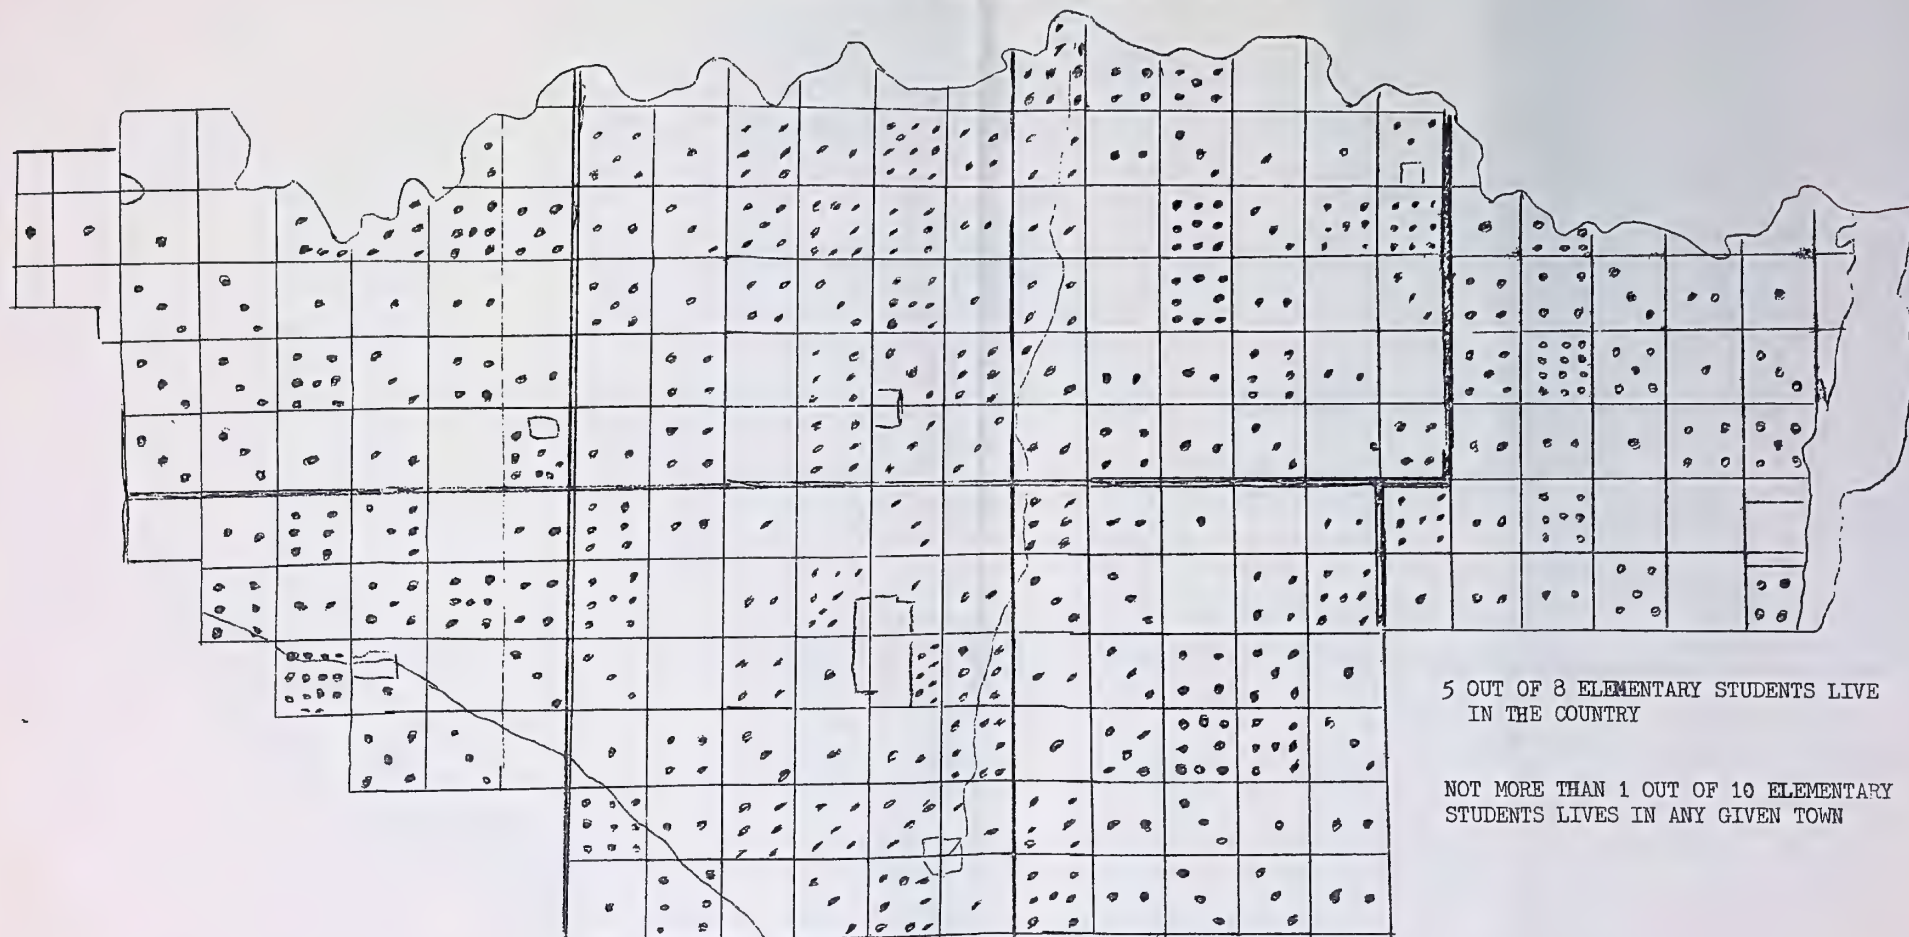 5 OUT OF 8 ELEMENTARY STUDENTS LIVE
IN THE COUNTRY
NOT MORE THAN 1 OUT OF 10 ELEMENTARY
STUDENTS LIVES IN ANY GIVEN TOWN